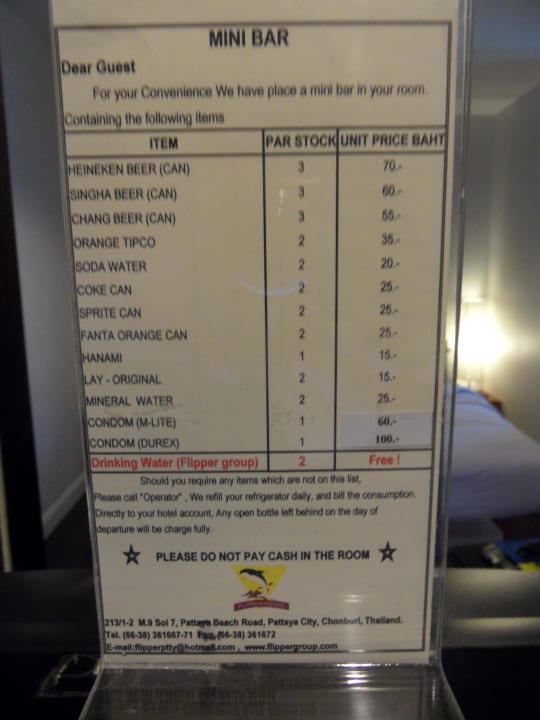 MINI BAR
Dear Guest
For your Convenience We have place a mini bar in your room.
Containing the following items
ITEM PAR STOCK UNIT PRICE BAHT
HEINEKEN BEER (CAN) 3 70.-
SINGHA BEER (CAN) 3 60.-
CHANG BEER (CAN) 3 55.-
ORANGE TIPCO 2 35.-
SODA WATER 2 20.-
COKE CAN 2 25.-
SPRITE CAN 2 25.-
FANTA ORANGE CAN 2 25.-
HANAMI 1 15.-
LAY - ORIGINAL 2 15.-
MINERAL WATER 2 25.-
CONDOM (M-LITE) 1 60.-
CONDOM (DUREX) 1 100.-
Drinking Water (Flipper group) 2 Free !
Should you require any items which are not on this list,
Please call "Operator" , We refill your refrigerator daily, and bill the consumption.
Directly to your hotel account, Any open bottle left behind on the day of
departure will be charge fully.
PLEASE DO NOT PAY CASH IN THE ROOM
213/1-2 M.9 Soi 7, Pattaya Beach Road, Pattaya City, Chonburi, Thailand.
Tel. (66-38) 361667-71 Fax. (66-38) 361672
E-mail:flipperptty@hotmail.com , www.flippergroup.com